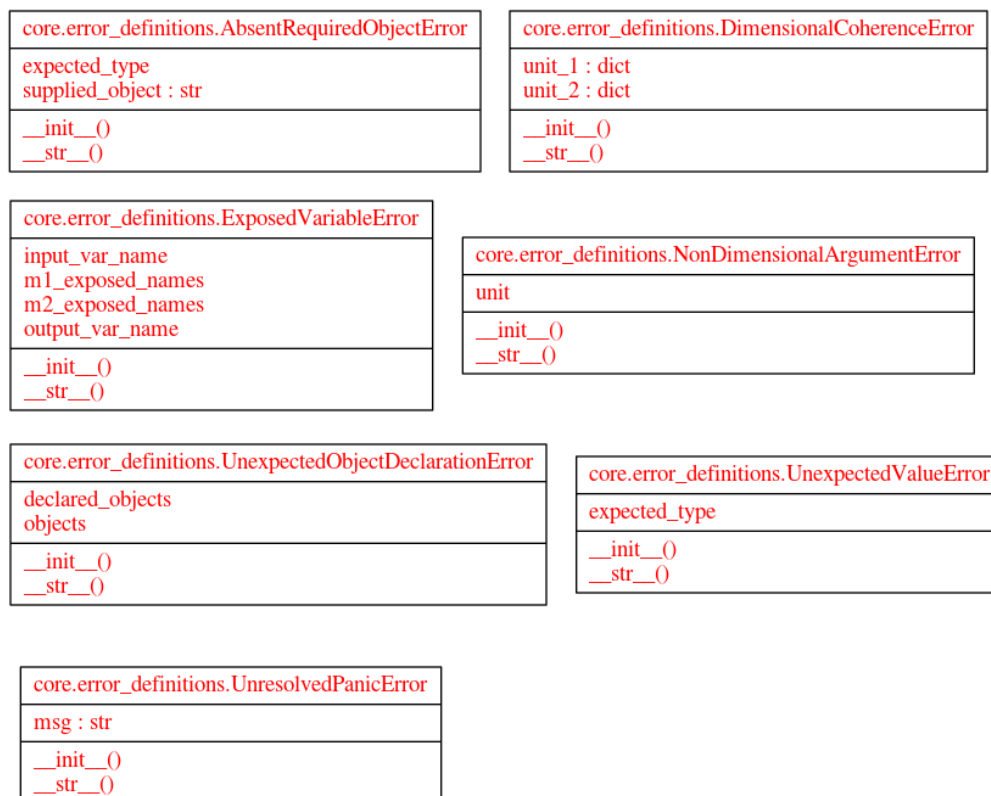 core.error_definitions.AbsentRequiredObjectError
expected_type
supplied_object : str
__init__()
__str__()
core.error_definitions.DimensionalCoherenceError
unit_1 : dict
unit_2 : dict
__init__()
__str__()
core.error_definitions.ExposedVariableError
input_var_name
m1_exposed_names
m2_exposed_names
output_var_name
__init__()
__str__()
core.error_definitions.NonDimensionalArgumentError
unit
__init__()
__str__()
core.error_definitions.UnexpectedObjectDeclarationError
declared_objects
objects
__init__()
__str__()
core.error_definitions.UnexpectedValueError
expected_type
__init__()
__str__()
core.error_definitions.UnresolvedPanicError
msg : str
__init__()
__str__()